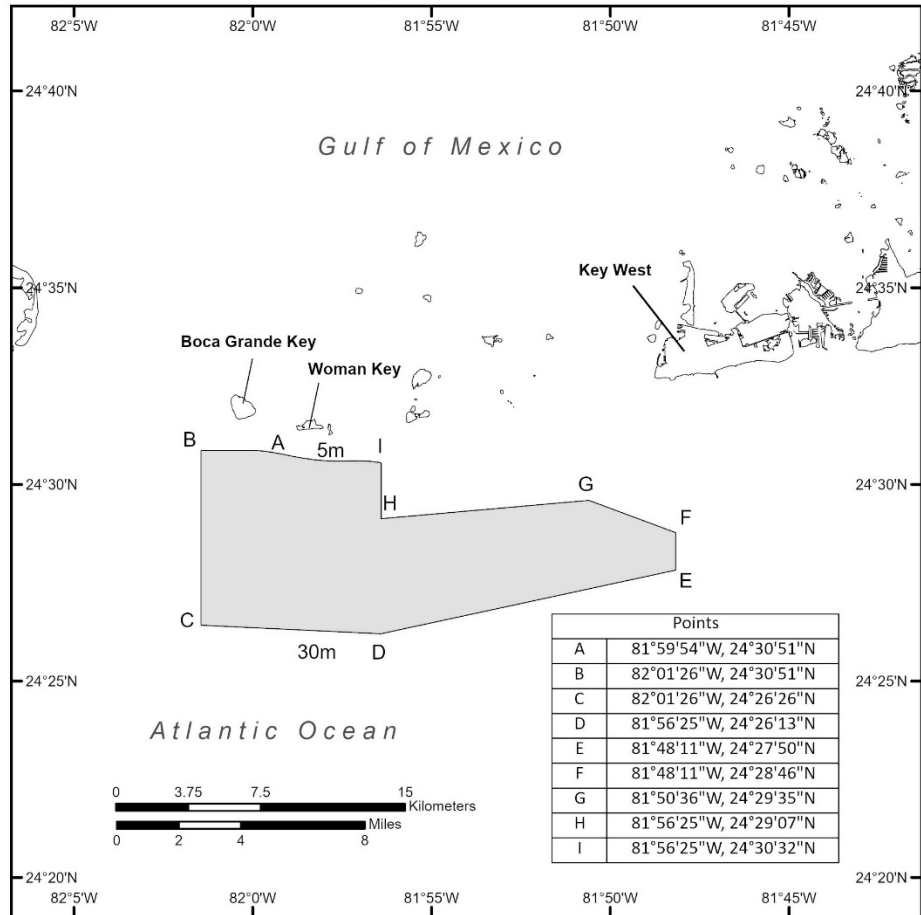 82°5'W 82°0'W 81°55'W 81°50'W 81°45'W
24°40'N 24°40'N
Gulf of Mexico
24°35'N 24°35'N
Key West
Boca Grande Key
Woman Key
B A 5m I
24°30'N G 24°30'N
H
F
E
C
30m D
Points
A 81°59'54"W, 24°30'51"N
B 82°01'26"W, 24°30'51"N
24°25'N 24°25'N
C 82°01'26"W, 24°26'26"N
D 81°56'25"W, 24°26'13"N
Atlantic Ocean
E 81°48'11"W, 24°27'50"N
F 81°48'11"W, 24°28'46"N
G 81°50'36"W, 24°29'35"N
H 81°56'25"W, 24°29'07"N
I 81°56'25"W, 24°30'32"N
0 3.75 7.5 15
Kilometers
Miles
0 2 4 8
24°20'N 24°20'N
82°5'W 82°0'W 81°55'W 81°50'W 81°45'W